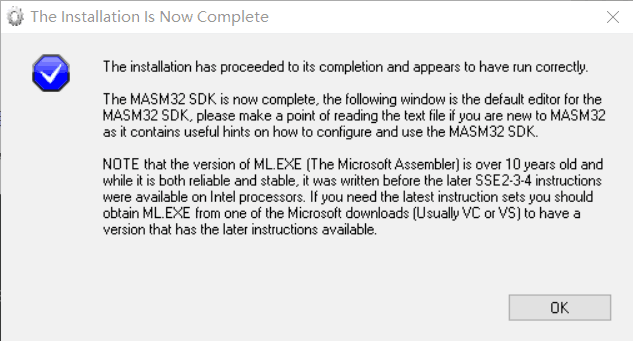 The Installation Is Now Complete
The installation has proceeded to its completion and appears to have run correctly.
The MASM32 SDK is now complete, the following window is the default editor for the
MASM32 SDK, please make a point of reading the text file if you are new to MASM32
as it contains useful hints on how to configure and use the MASM32 SDK.
NOTE that the version of ML.EXE (The Microsoft Assembler) is over 10 years old and
while it is both reliable and stable, it was written before the later SSE2-3-4 instructions
were available on Intel processors. If you need the latest instruction sets you should
obtain ML.EXE from one of the Microsoft downloads (Usually VC or VS) to have a
version that has the later instructions available.
OK